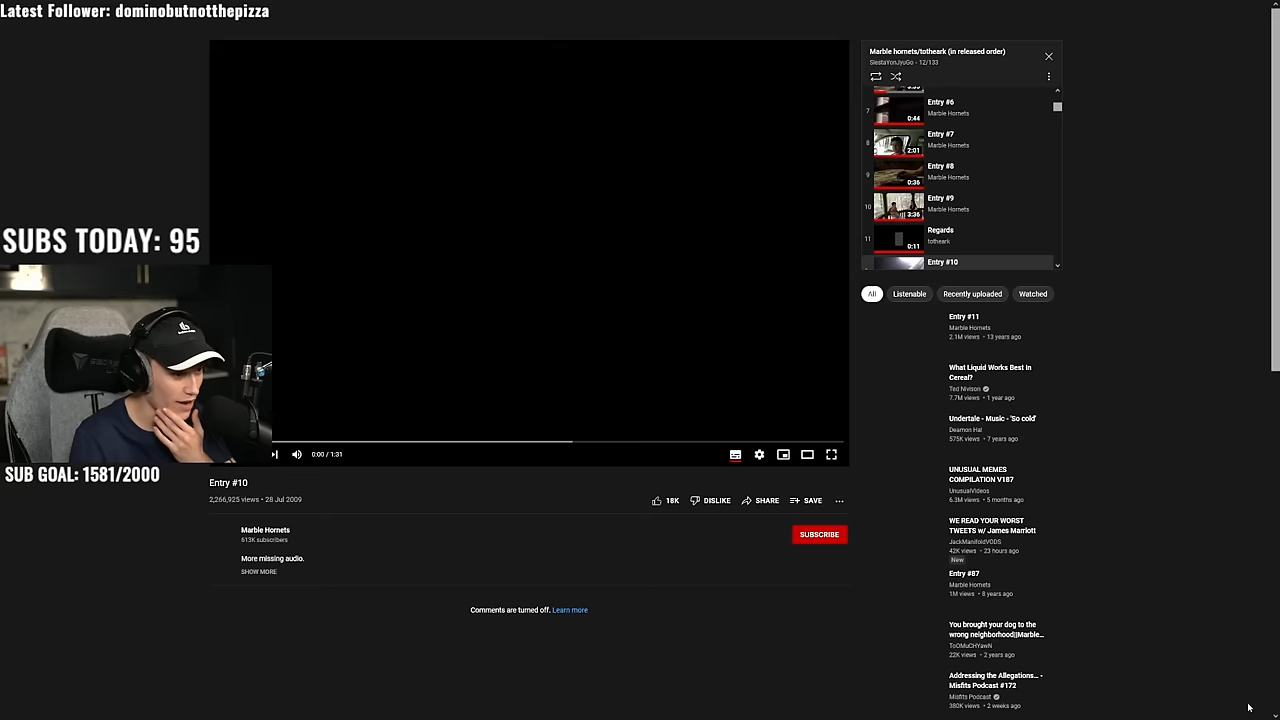 Latest Follower: dominobutnotthepizza
SUBS TODAY: 95
SUB GOAL: 1581/2000
0:00 / 1:31
Entry #10
2,266,925 views • 28 Jul 2009
18K
DISLIKE
SHARE
SAVE
Marble Hornets
613K subscribers
SUBSCRIBE
More missing audio.
SHOW MORE
Comments are turned off. Learn more
Marble hornets/totheark (in released order)
SiestaYonJyuGo - 12/133
7
0:44
Entry #6
Marble Hornets
8
2:01
Entry #7
Marble Hornets
9
0:36
Entry #8
Marble Hornets
10
3:36
Entry #9
Marble Hornets
11
0:11
Regards
totheark
Entry #10
All
Listenable
Recently uploaded
Watched
Entry #11
Marble Hornets
2.1M views • 13 years ago
What Liquid Works Best in
Cereal?
Ted Nivison
7.7M views • 1 year ago
Undertale - Music - 'So cold'
Deamon Hal
575K views • 7 years ago
UNUSUAL MEMES
COMPILATION V187
UnusualVideos
6.3M views • 5 months ago
WE READ YOUR WORST
TWEETS w/ James Marriott
JackManifoldVODS
42K views • 23 hours ago
New
Entry #87
Marble Hornets
1M views • 8 years ago
You brought your dog to the
wrong neighborhood||Marble...
ToOMuCHYawN
22K views • 2 years ago
Addressing the Allegations... -
Misfits Podcast #172
Misfits Podcast
380K views • 2 weeks ago